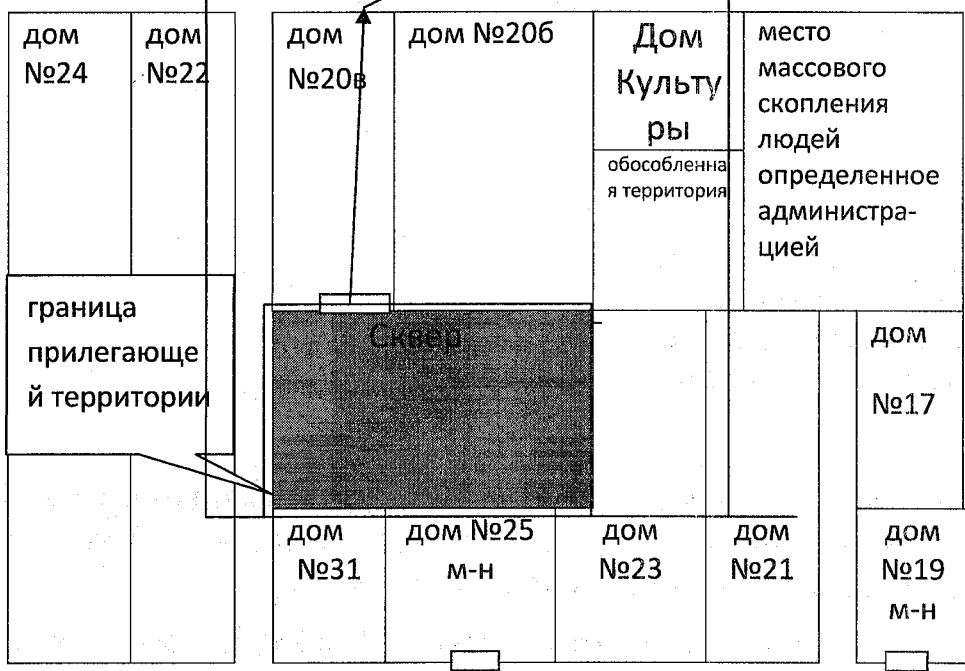 дом
№24
дом
№22
дом
№20в
дом №20б
Дом
Культу
ры
обособленна
я территория
место
массового
скопления
людей
определенное
администра-
цией
граница
прилегающе
й территории
Сквер
дом
№17
дом
№31
дом №25
м-н
дом
№23
дом
№21
дом
№19
м-н